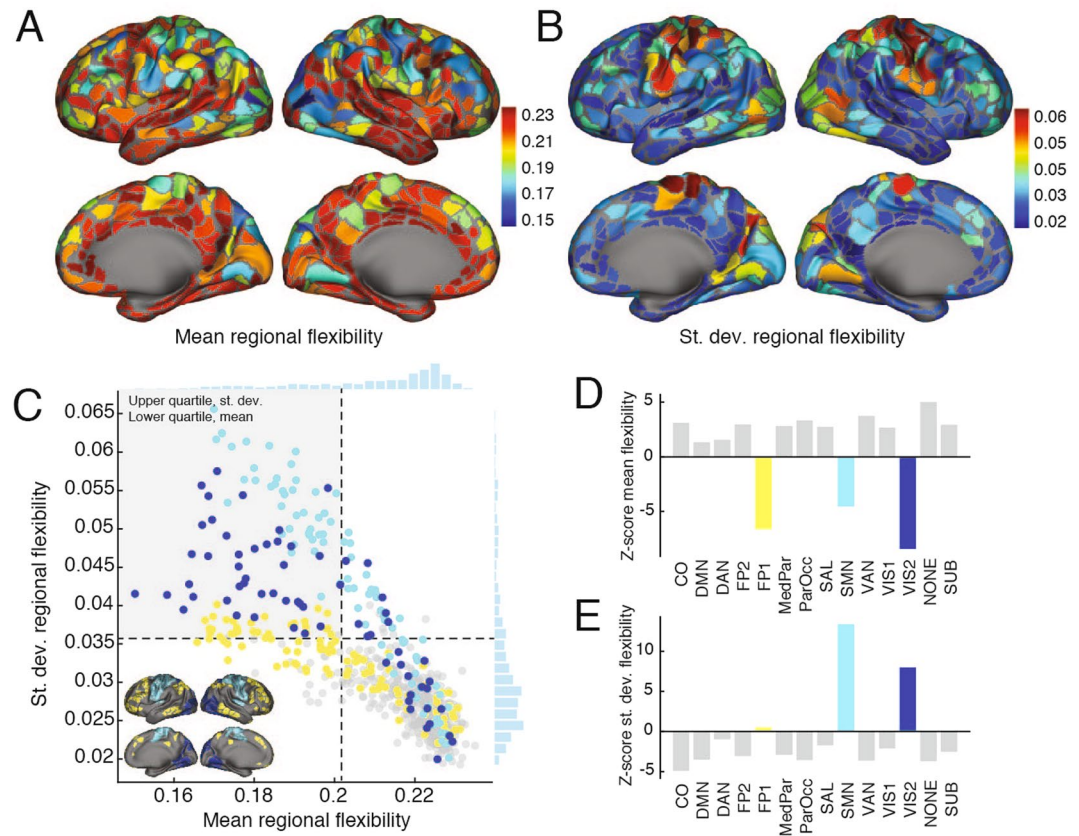 A
B
0.23
0.21
0.19
0.17
0.15
0.06
0.05
0.03
0.02
Mean regional flexibility
St. dev. regional flexibility
C
Upper quartile, st. dev.
Lower quartile, mean
0.065
0.06
0.055
0.05
0.045
0.04
0.035
0.03
0.025
0.02
St. dev. regional flexibility
0.16
0.18
0.2
0.22
Mean regional flexibility
D
5
0
-5
Z-score mean flexibility
CO
DMN
DAN
FP2
FP1
MedPar
ParOcc
SAL
SMN
VAN
VIS1
VIS2
NONE
SUB
E
10
5
0
-5
Z-score st. dev. flexibility
CO
DMN
DAN
FP2
FP1
MedPar
ParOcc
SAL
SMN
VAN
VIS1
VIS2
NONE
SUB